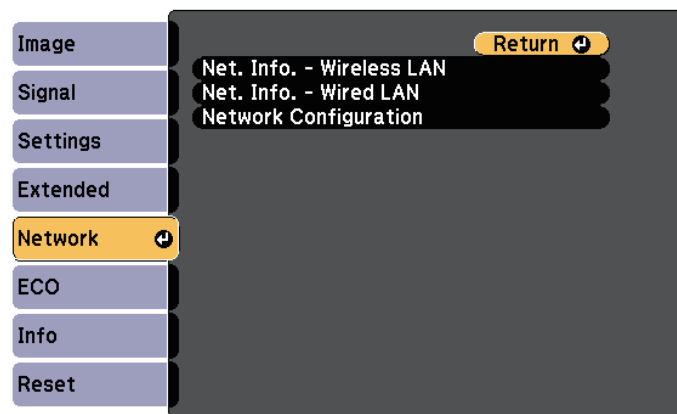 Image
Signal
Settings
Extended
Network
ECO
Info
Reset
Return
Net. Info. - Wireless LAN
Net. Info. - Wired LAN
Network Configuration